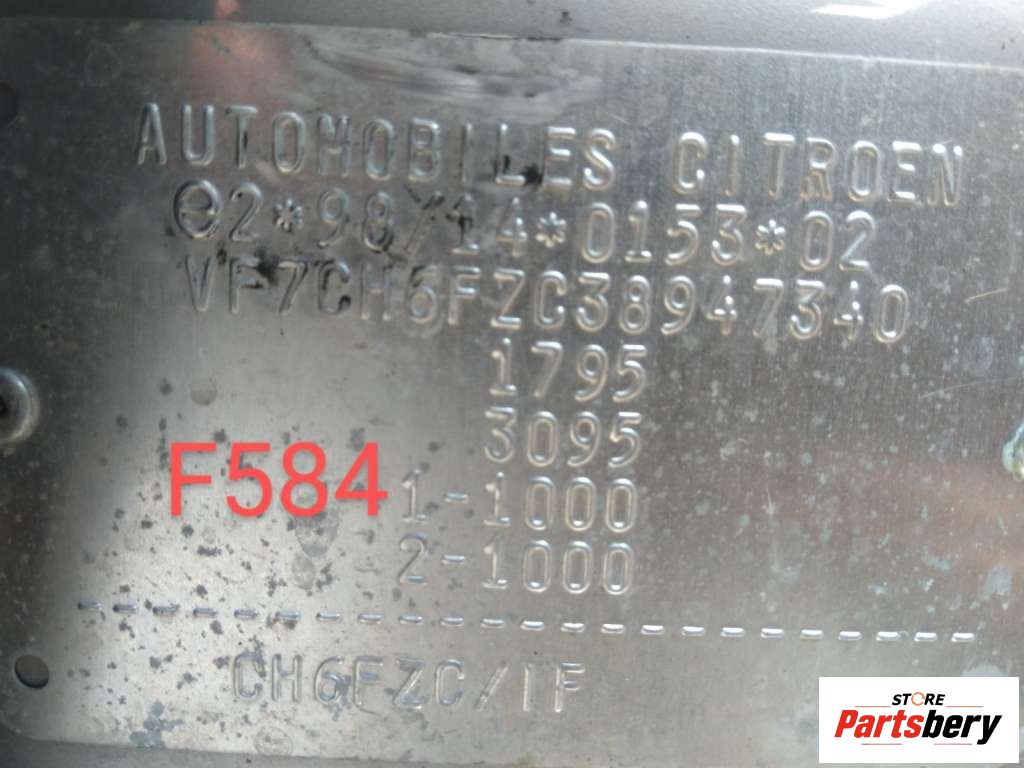 AUTOMOBILES CITROEN
e2*98/14*0153*02
VF7CH6FZC38947340
1795
3095
F584
1-1000
2-1000
--------------------------
CH6FZC/IF
STORE
Partsbery